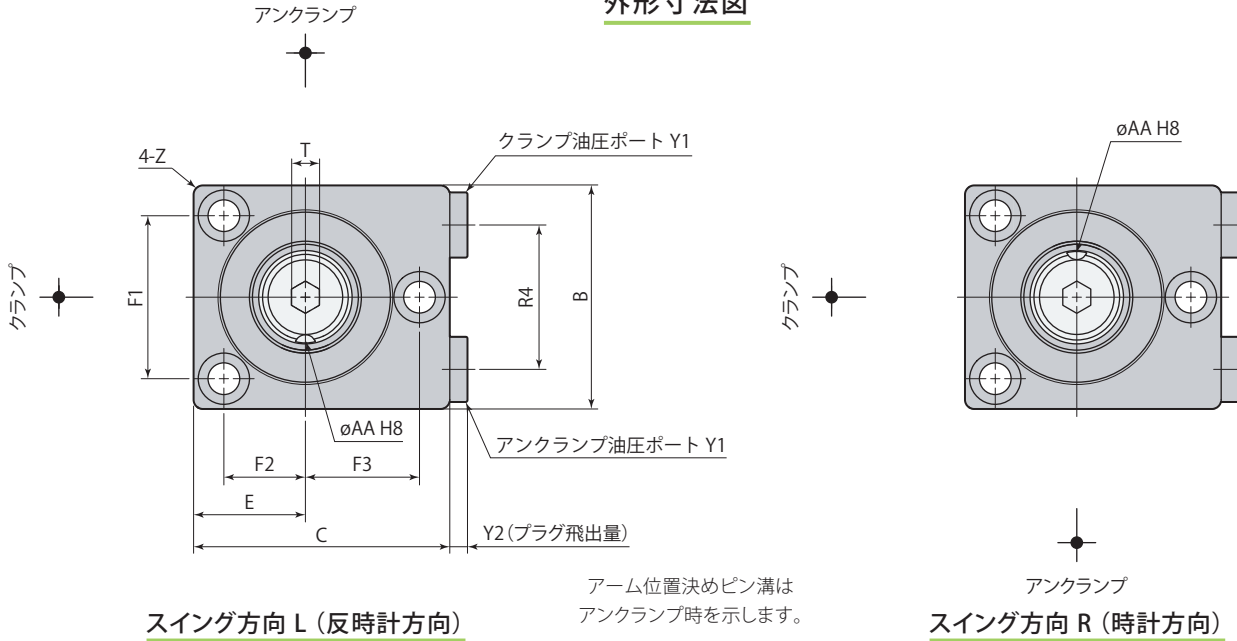 外形寸法図
アンクランプ
4-Z
T
クランプ油圧ポート Y1
øAA H8
クランプ
F1
R4
B
クランプ
øAA H8
アンクランプ油圧ポート Y1
F2
F3
E
C
Y2(プラグ飛出量)
アーム位置決めピン溝は
アンクランプ時を示します。
アンクランプ
スイング方向 L(反時計方向)
スイング方向 R(時計方向)